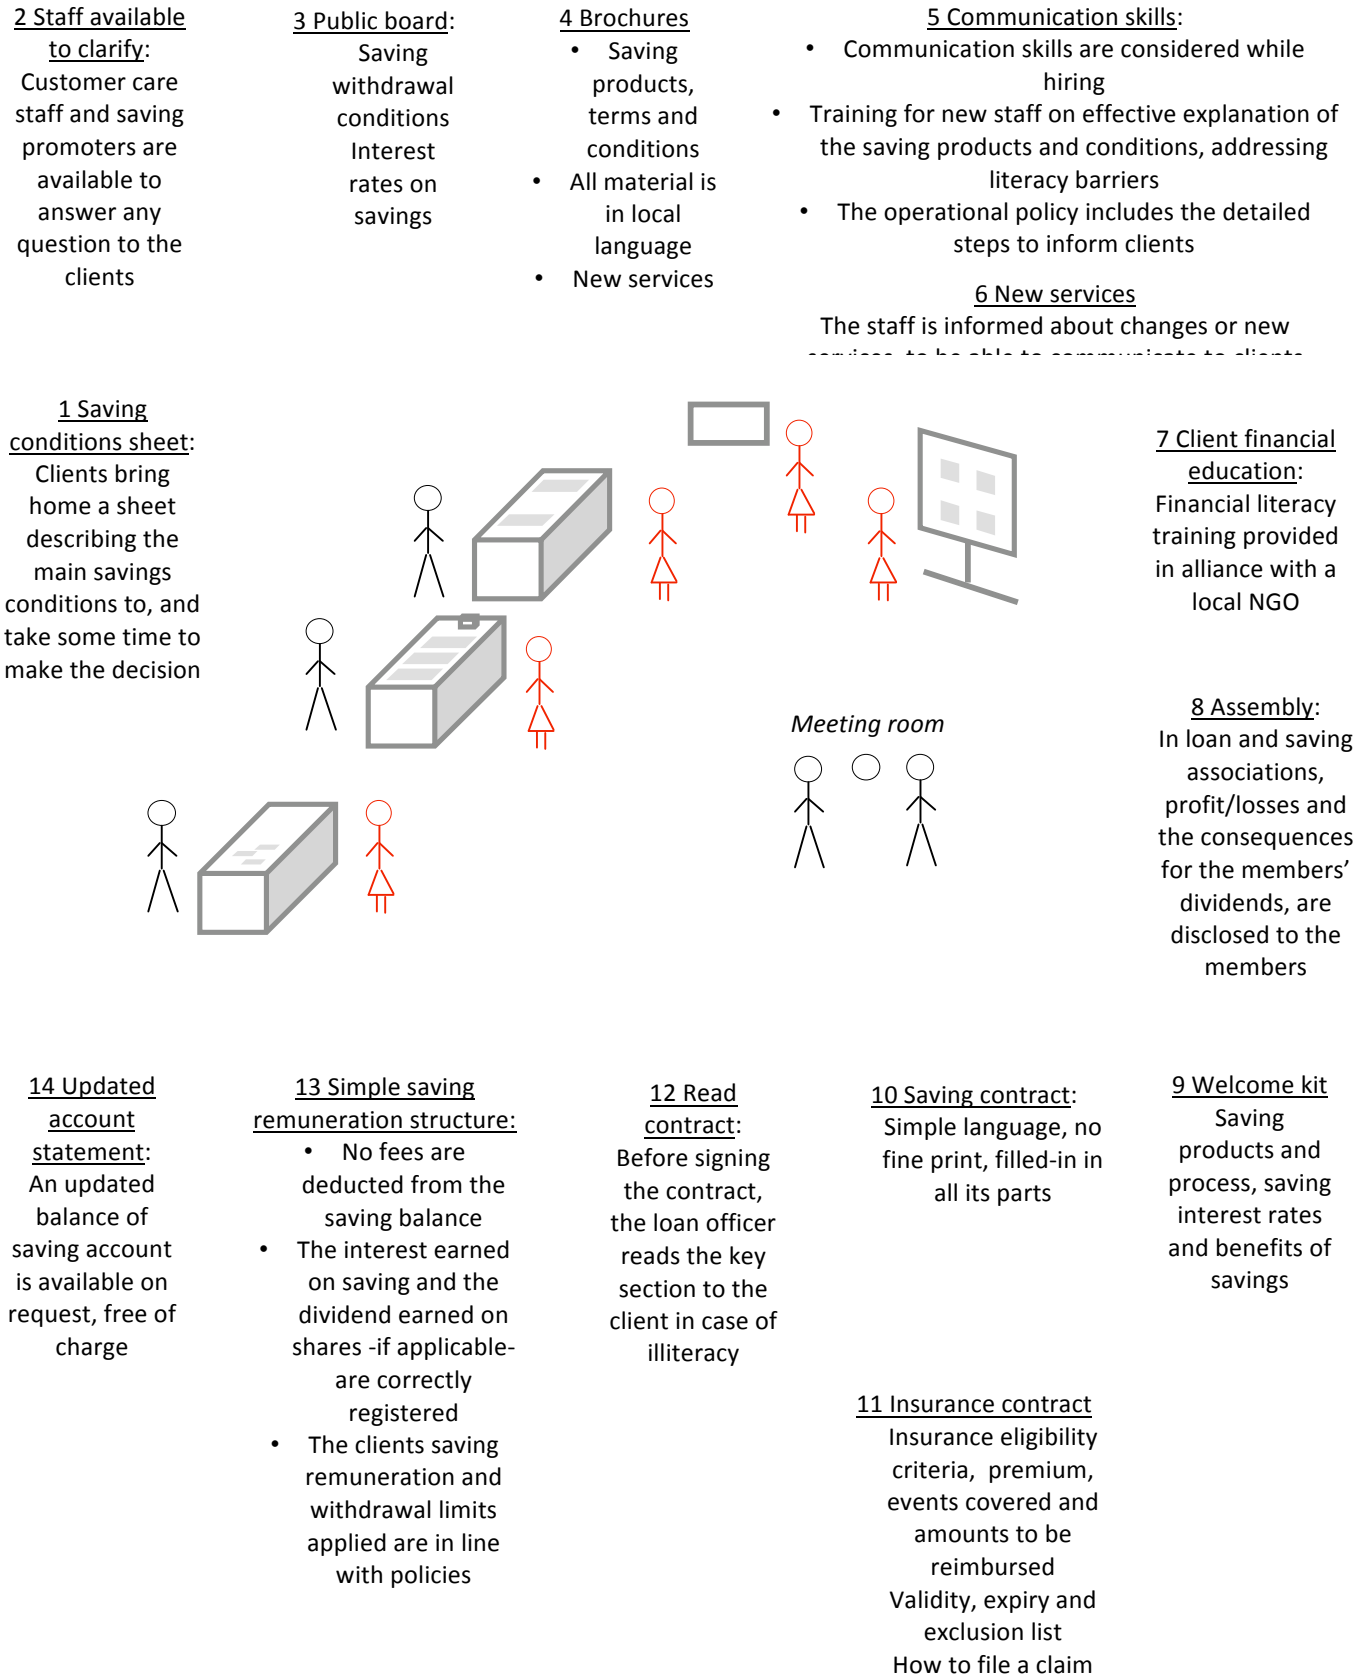 2 Staff available
to clarify:
Customer care
staff and saving
promoters are
available to
answer any
question to the
clients
3 Public board:
Saving
withdrawal
conditions
Interest
rates on
savings
4 Brochures
• Saving
products,
terms and
conditions
• All material is
in local
language
• New services
5 Communication skills:
• Communication skills are considered while
hiring
• Training for new staff on effective explanation of
the saving products and conditions, addressing
literacy barriers
• The operational policy includes the detailed
steps to inform clients
6 New services
The staff is informed about changes or new
services, to be able to communicate to clients
1 Saving
conditions sheet:
Clients bring
home a sheet
describing the
main savings
conditions to, and
take some time to
make the decision
7 Client financial
education:
Financial literacy
training provided
in alliance with a
local NGO
Meeting room
8 Assembly:
In loan and saving
associations,
profit/losses and
the consequences
for the members’
dividends, are
disclosed to the
members
14 Updated
account
statement:
An updated
balance of
saving account
is available on
request, free of
charge
13 Simple saving
remuneration structure:
• No fees are
deducted from the
saving balance
• The interest earned
on saving and the
dividend earned on
shares -if applicable-
are correctly
registered
• The clients saving
remuneration and
withdrawal limits
applied are in line
with policies
12 Read
contract:
Before signing
the contract,
the loan officer
reads the key
section to the
client in case of
illiteracy
10 Saving contract:
Simple language, no
fine print, filled-in in
all its parts
9 Welcome kit
Saving
products and
process, saving
interest rates
and benefits of
savings
11 Insurance contract
Insurance eligibility
criteria, premium,
events covered and
amounts to be
reimbursed
Validity, expiry and
exclusion list
How to file a claim